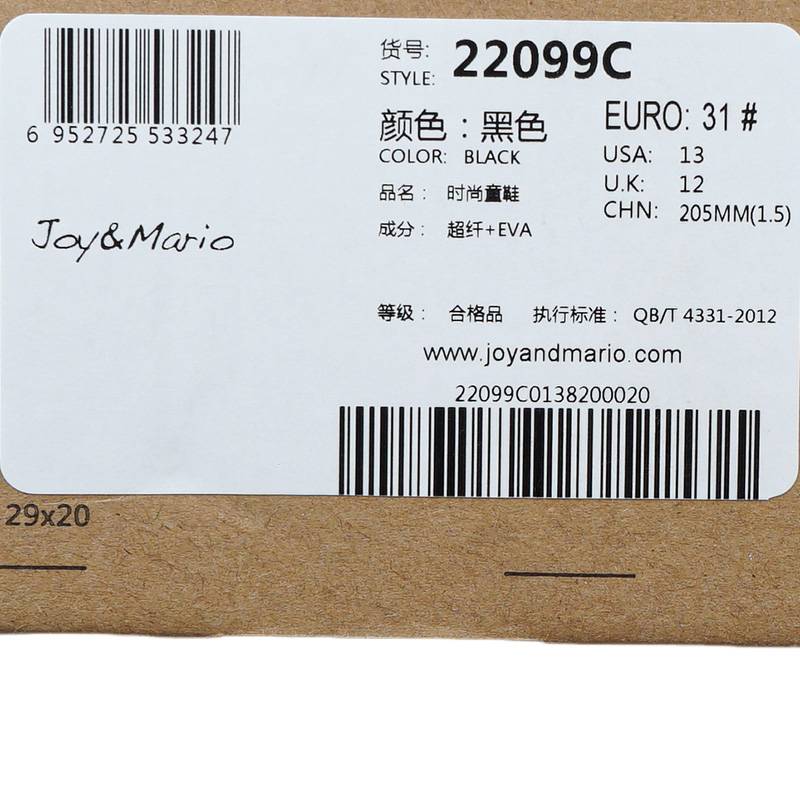 6 952725 533247
Joy&Mario
货号:
STYLE: 22099C
颜色：黑色
COLOR: BLACK
EURO: 31 #
USA: 13
U.K: 12
CHN: 205MM(1.5)
品名： 时尚童鞋
成分： 超纤+EVA
等级： 合格品 执行标准： QB/T 4331-2012
www.joyandmario.com
22099C0138200020
29x20